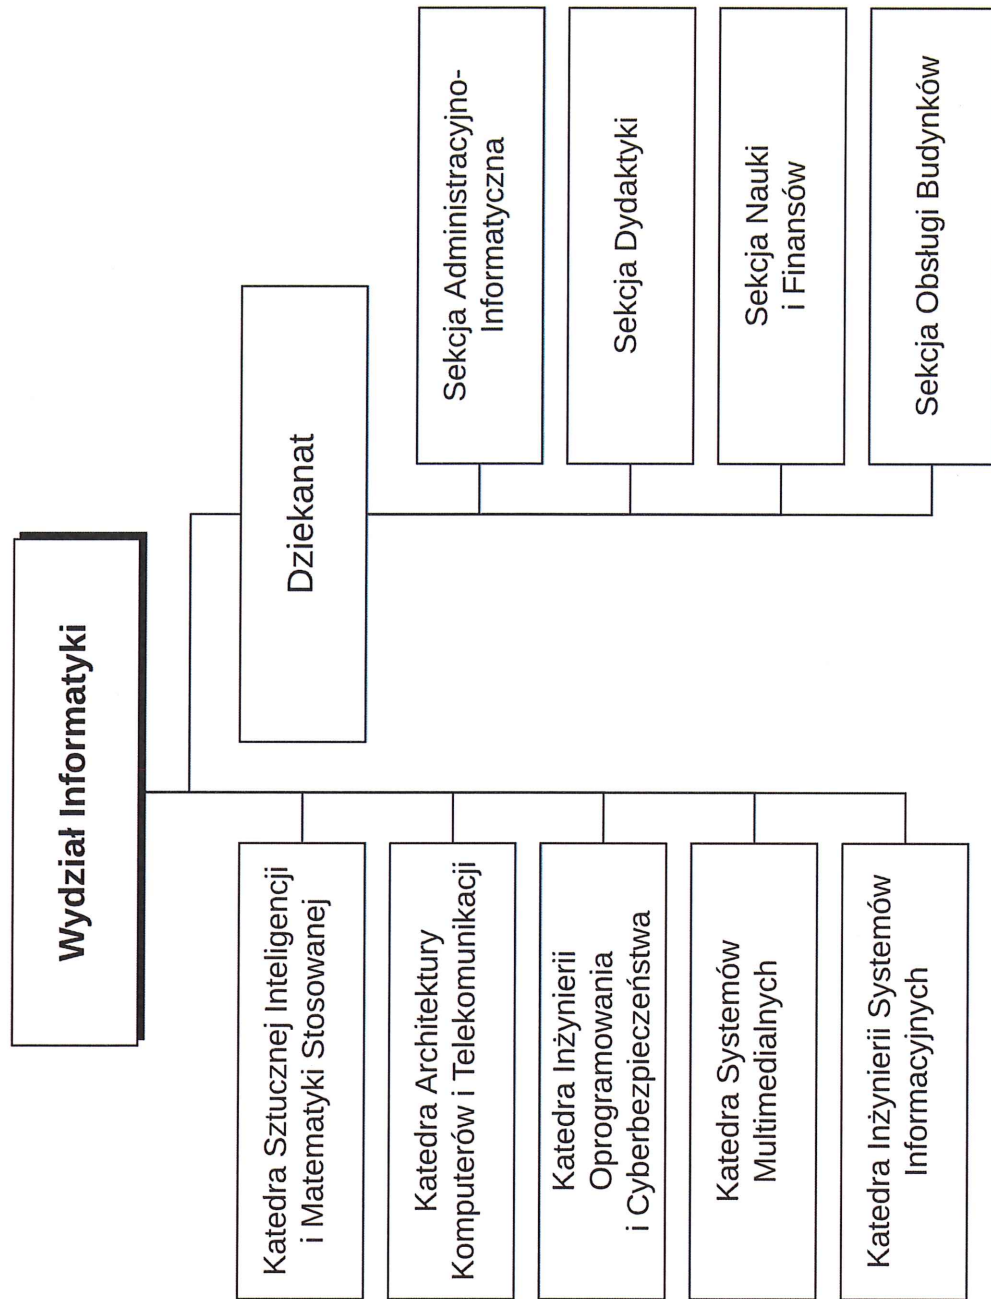 Wydział Informatyki
Katedra Sztucznej Inteligencji
i Matematyki Stosowanej
Katedra Architektury
Komputerów i Telekomunikacji
Katedra Inżynierii
Oprogramowania
i Cyberbezpieczeństwa
Katedra Systemów
Multimedialnych
Katedra Inżynierii Systemów
Informacyjnych
Dziekanat
Sekcja Administracyjno-
Informatyczna
Sekcja Dydaktyki
Sekcja Nauki
i Finansów
Sekcja Obsługi Budynków